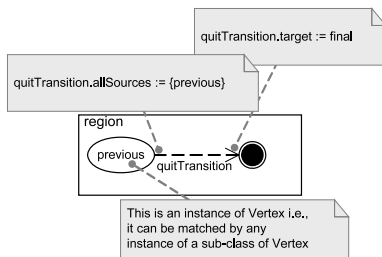 quitTransition.target := final
quitTransition.allSources := {previous}
region
previous
quitTransition
This is an instance of Vertex i.e.,
it can be matched by any
instance of a sub-class of Vertex